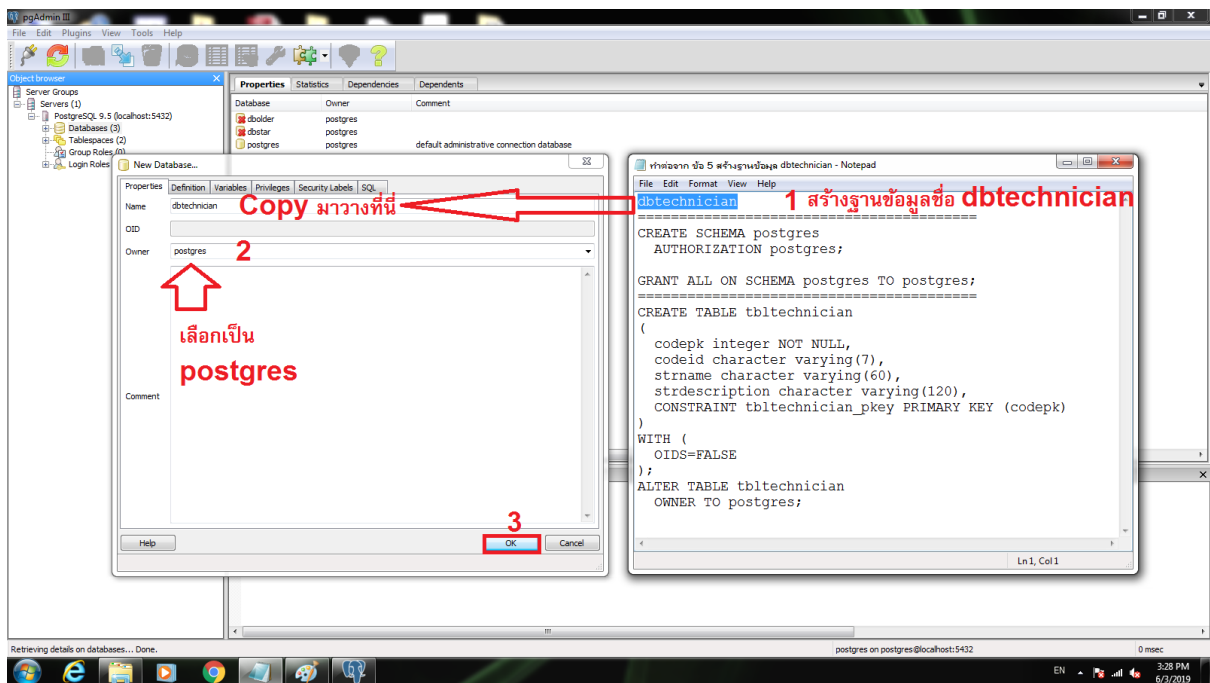 pgAdmin III
File Edit Plugins View Tools Help
Object browser
Server Groups
Servers (1)
PostgreSQL 9.5 (localhost:5432)
Databases (3)
Tablespaces (2)
Group Roles (0)
Login Roles
Properties Statistics Dependencies Dependents
Database Owner Comment
dbolder postgres
dbstar postgres
postgres postgres default administrative connection database
New Database...
Properties Definition Variables Privileges Security Labels SQL
Name dbtechnician
Copy มาวางที่นี่
OID
Owner postgres
2
เลือกเป็น
postgres
Comment
3
Help OK Cancel
ทำต่อจาก ข้อ 5 สร้างฐานข้อมูล dbtechnician - Notepad
File Edit Format View Help
dbtechnician
1 สร้างฐานข้อมูลชื่อ dbtechnician
=========================================
CREATE SCHEMA postgres
AUTHORIZATION postgres;
GRANT ALL ON SCHEMA postgres TO postgres;
=========================================
CREATE TABLE tbltechnician
(
codepk integer NOT NULL,
codeid character varying(7),
strname character varying(60),
strdescription character varying(120),
CONSTRAINT tbltechnician_pkey PRIMARY KEY (codepk)
)
WITH (
OIDS=FALSE
);
ALTER TABLE tbltechnician
OWNER TO postgres;
Ln 1, Col 1
Retrieving details on databases... Done.
postgres on postgres@localhost:5432
0 msec
EN
3:28 PM
6/3/2019